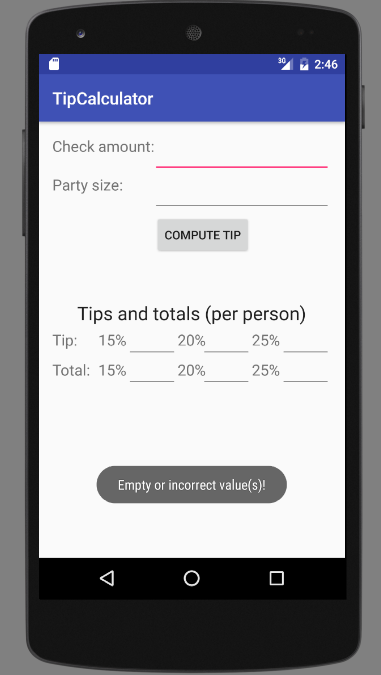 3G 2:46
TipCalculator
Check amount:
Party size:
COMPUTE TIP
Tips and totals (per person)
Tip: 15% 20% 25%
Total: 15% 20% 25%
Empty or incorrect value(s)!